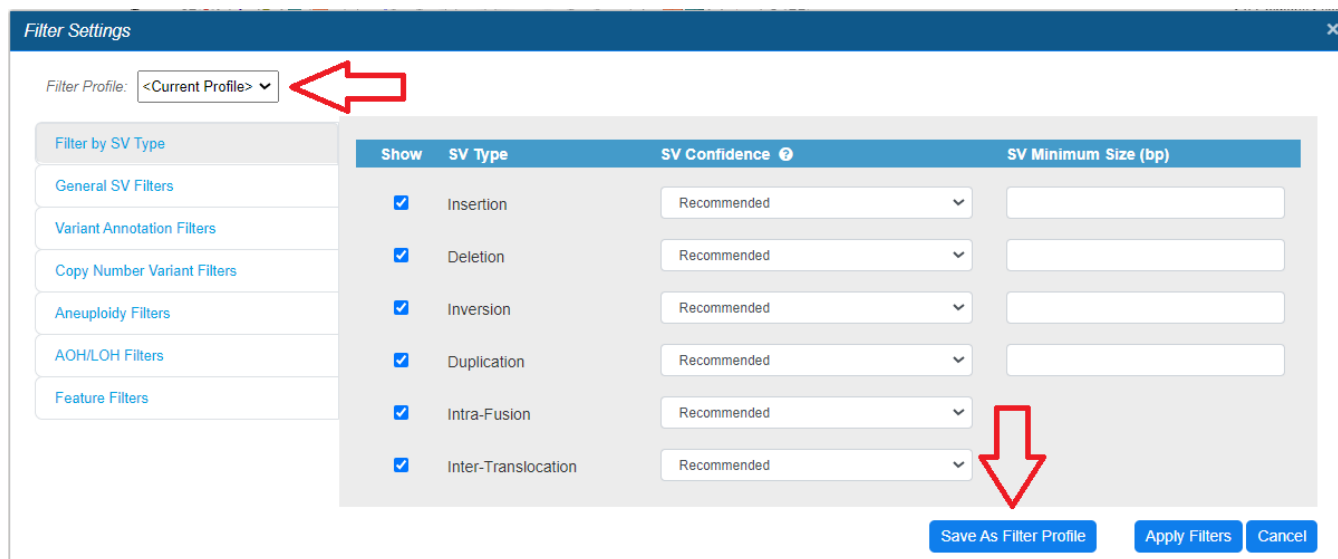 Filter Settings
×
Filter Profile: <Current Profile>
Filter by SV Type
General SV Filters
Variant Annotation Filters
Copy Number Variant Filters
Aneuploidy Filters
AOH/LOH Filters
Feature Filters
Show SV Type SV Confidence ? SV Minimum Size (bp)
Insertion Recommended
Deletion Recommended
Inversion Recommended
Duplication Recommended
Intra-Fusion Recommended
Inter-Translocation Recommended
Save As Filter Profile Apply Filters Cancel